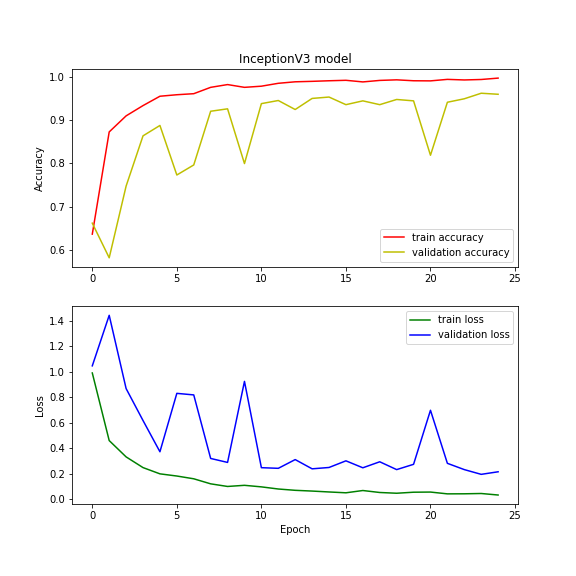 InceptionV3 model
1.0
0.9
0.8
0.7
0.6
Accuracy
train accuracy
validation accuracy
0 5 10 15 20 25
1.4
1.2
1.0
0.8
0.6
0.4
0.2
0.0
Loss
train loss
validation loss
0 5 10 15 20 25
Epoch